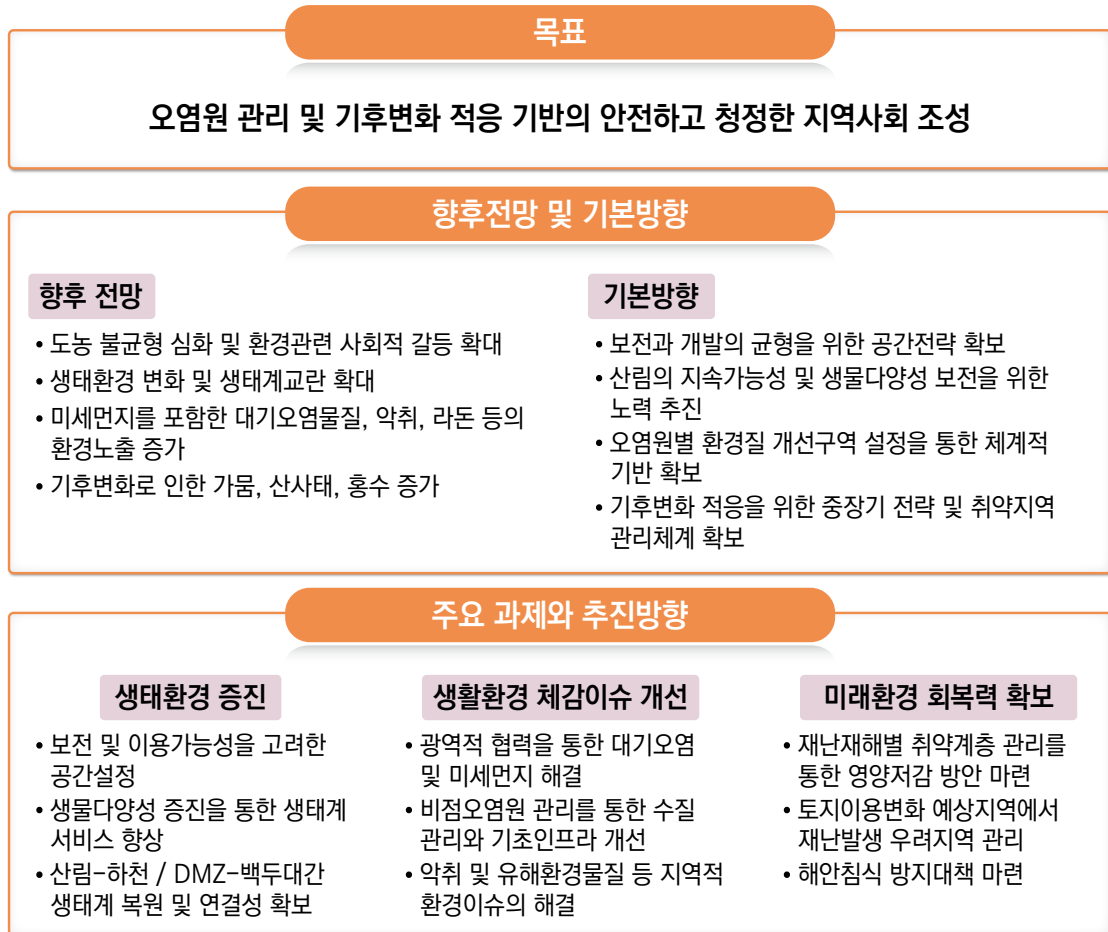 목표
오염원 관리 및 기후변화 적응 기반의 안전하고 청정한 지역사회 조성
향후전망 및 기본방향
향후 전망
• 도농 불균형 심화 및 환경관련 사회적 갈등 확대
• 생태환경 변화 및 생태계교란 확대
• 미세먼지를 포함한 대기오염물질, 악취, 라돈 등의
환경노출 증가
• 기후변화로 인한 가뭄, 산사태, 홍수 증가
기본방향
• 보전과 개발의 균형을 위한 공간전략 확보
• 산림의 지속가능성 및 생물다양성 보전을 위한
노력 추진
• 오염원별 환경질 개선구역 설정을 통한 체계적
기반 확보
• 기후변화 적응을 위한 중장기 전략 및 취약지역
관리체계 확보
주요 과제와 추진방향
생태환경 증진
• 보전 및 이용가능성을 고려한
공간설정
• 생물다양성 증진을 통한 생태계
서비스 향상
• 산림-하천 / DMZ-백두대간
생태계 복원 및 연결성 확보
생활환경 체감이슈 개선
• 광역적 협력을 통한 대기오염
및 미세먼지 해결
• 비점오염원 관리를 통한 수질
관리와 기초인프라 개선
• 악취 및 유해환경물질 등 지역적
환경이슈의 해결
미래환경 회복력 확보
• 재난재해별 취약계층 관리를
통한 영양저감 방안 마련
• 토지이용변화 예상지역에서
재난발생 우려지역 관리
• 해안침식 방지대책 마련